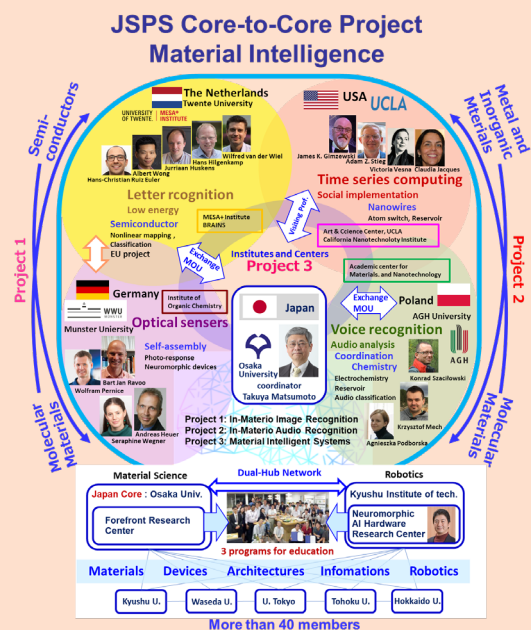 JSPS Core-to-Core Project
Material Intelligence
Semi-
conductors
Metal and
Inorganic
Mterials
Project 1
Project 2
Molecular
Materials
Molecular
Materials
The Netherlands
Twente University
UNIVERSITY
OF TWENTE.
MESA+
INSTITUTE
Wilfred van der Wiel
Hans Hilgenkamp
Jurriaan Huskens
Albert Wong
Hans-Christian Ruiz Euler
Letter rcognition
Low energy
Semiconductor
Nonlinear mapping ,
Classification
EU project
MESA+ Institute
BRAINS
USA
UCLA
James K. Gimzewski
Adam Z. Stieg
Victoria Vesna
Claudia Jacques
Time series computing
Social implementation
Nanowires
Atom switch, Reservoir
Visiting Prof.
Art & Science Center, UCLA
California Nanotechnoloty Institute
Institutes and Centers
Project 3
Exchange
MOU
Academic center for
Materials, and Nanotechnology
Germany
WWU
MÜNSTER
Munster Uniersity
Institute of
Organic Chemistry
Optical sensers
Self-assembly
Photo-response
Neuromorphic devices
Bart Jan Ravoo
Wolfram Pernice
Andreas Heuer
Seraphine Wegner
Japan
Osaka
University
coordinator
Takuya Matsumoto
Exchange
MOU
Poland
AGH University
AGH
Voice recognition
Audio analysis
Coordination
Chemistry
Electrochemistry
Reservoir
Audio classification
Konrad Szaciłowski
Krzysztof Mech
Agnieszka Podborska
Project 1: In-Materio Image Recognition
Project 2: In-Materio Audio Recognition
Project 3: Material Intelligent Systems
Material Science
Dual-Hub Network
Robotics
Japan Core : Osaka Univ.
Forefront Research
Center
Kyushu Institute of tech.
Neuromorphic
AI Hardware
Research Center
3 programs for education
Materials Devices Architectures Infomations Robotics
Kyushu U. Waseda U. U. Tokyo Tohoku U. Hokkaido U.
More than 40 members